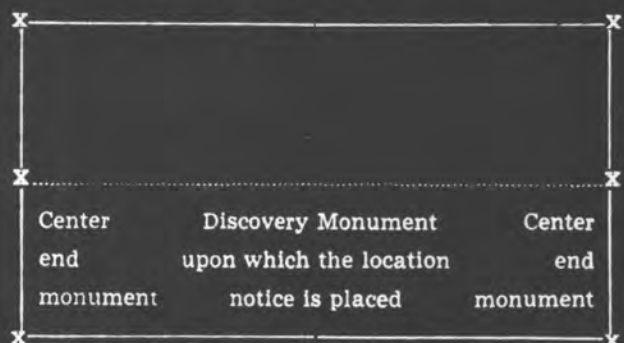 X X
X X
Center Discovery Monument Center
end upon which the location end
monument notice is placed monument
X X